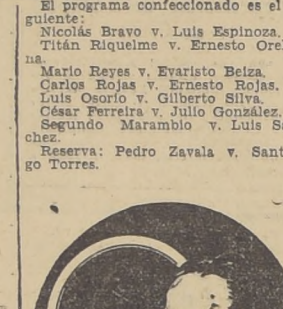 El programa confeccionado es el
guiente:
Nicolás Bravo v. Luis Espinoza.
Titán Riquelme v. Ernesto Ore
na.
Mario Reyes v. Evaristo Beiza.
Carlos Rojas v. Ernesto Rojas.
Luis Osorio v. Gilberto Silva.
César Ferreira v. Julio González.
Segundo Marambio v. Luis Sá
chez.
Reserva: Pedro Zavala v. Sant
go Torres.